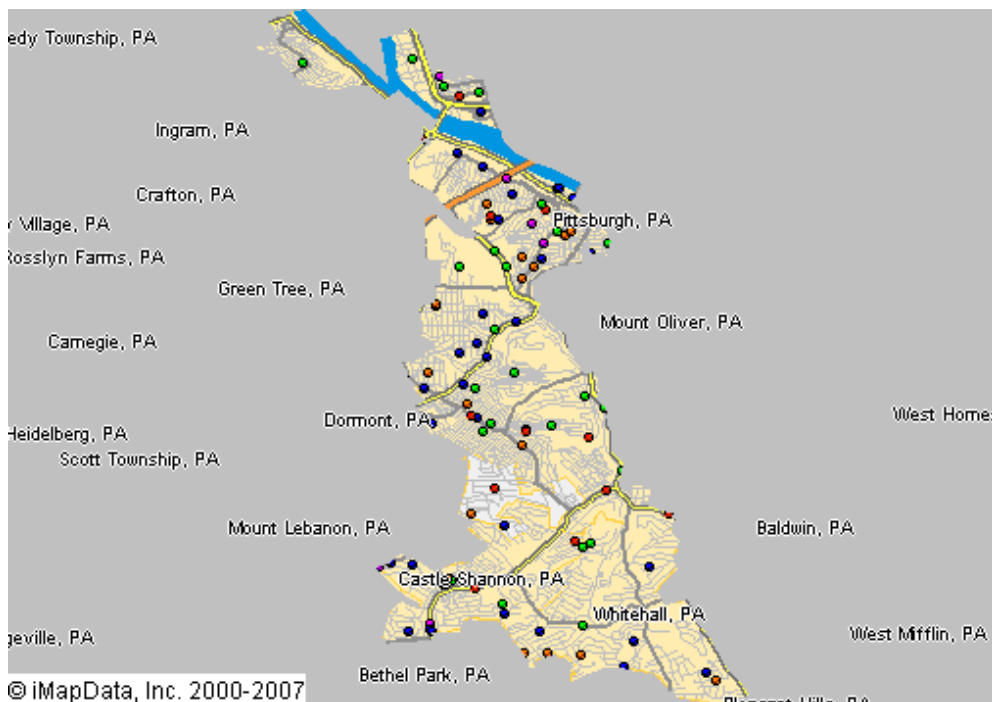 edy Township, PA
Ingram, PA
Crafton, PA
Village, PA
Pittsburgh, PA
Rosslyn Farms, PA
Green Tree, PA
Mount Oliver, PA
Carnegie, PA
Dormont, PA
West Home
Heidelberg, PA
Scott Township, PA
Mount Lebanon, PA
Baldwin, PA
Castle Shannon, PA
Whitehall, PA
geville, PA
West Mifflin, PA
Bethel Park, PA
© iMapData, Inc. 2000-2007